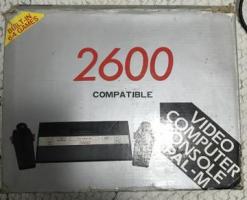 BUILT-IN
64 GAMES
2600
COMPATIBLE
VIDEO
COMPUTER
CONSOLE
PAL-M